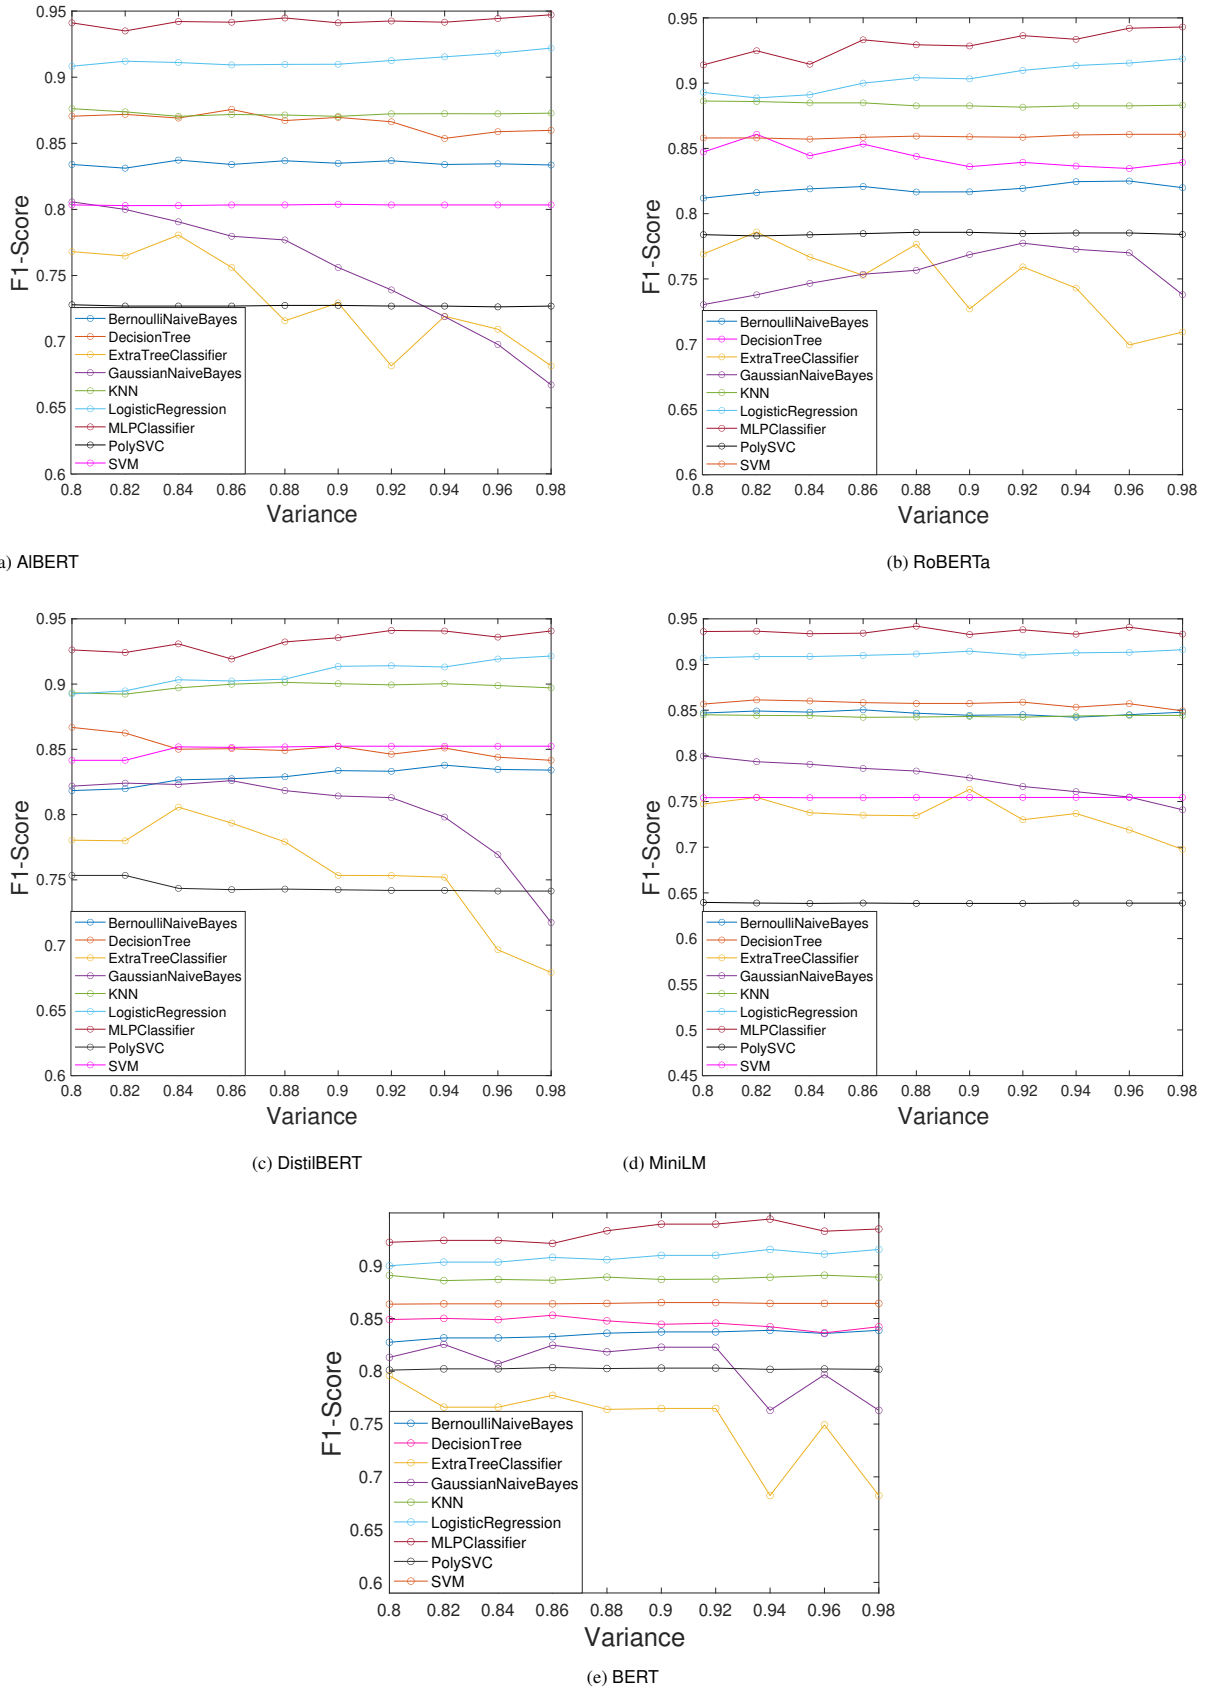 0.95
0.9
0.85
0.8
0.75
0.7
0.65
0.6
F1-Score
BernoulliNaiveBayes
DecisionTree
ExtraTreeClassifier
GaussianNaiveBayes
KNN
LogisticRegression
MLPClassifier
PolySVC
SVM
0.8 0.82 0.84 0.86 0.88 0.9 0.92 0.94 0.96 0.98
Variance
a) AlBERT
0.95
0.9
0.85
0.8
0.75
0.7
0.65
0.6
F1-Score
BernoulliNaiveBayes
DecisionTree
ExtraTreeClassifier
GaussianNaiveBayes
KNN
LogisticRegression
MLPClassifier
PolySVC
SVM
0.8 0.82 0.84 0.86 0.88 0.9 0.92 0.94 0.96 0.98
Variance
(b) RoBERTa
0.95
0.9
0.85
0.8
0.75
0.7
0.65
0.6
F1-Score
BernoulliNaiveBayes
DecisionTree
ExtraTreeClassifier
GaussianNaiveBayes
KNN
LogisticRegression
MLPClassifier
PolySVC
SVM
0.8 0.82 0.84 0.86 0.88 0.9 0.92 0.94 0.96 0.98
Variance
(c) DistilBERT
0.95
0.9
0.85
0.8
0.75
0.7
0.65
0.6
0.55
0.5
0.45
F1-Score
BernoulliNaiveBayes
DecisionTree
ExtraTreeClassifier
GaussianNaiveBayes
KNN
LogisticRegression
MLPClassifier
PolySVC
SVM
0.8 0.82 0.84 0.86 0.88 0.9 0.92 0.94 0.96 0.98
Variance
(d) MiniLM
0.9
0.85
0.8
0.75
0.7
0.65
0.6
F1-Score
BernoulliNaiveBayes
DecisionTree
ExtraTreeClassifier
GaussianNaiveBayes
KNN
LogisticRegression
MLPClassifier
PolySVC
SVM
0.8 0.82 0.84 0.86 0.88 0.9 0.92 0.94 0.96 0.98
Variance
(e) BERT